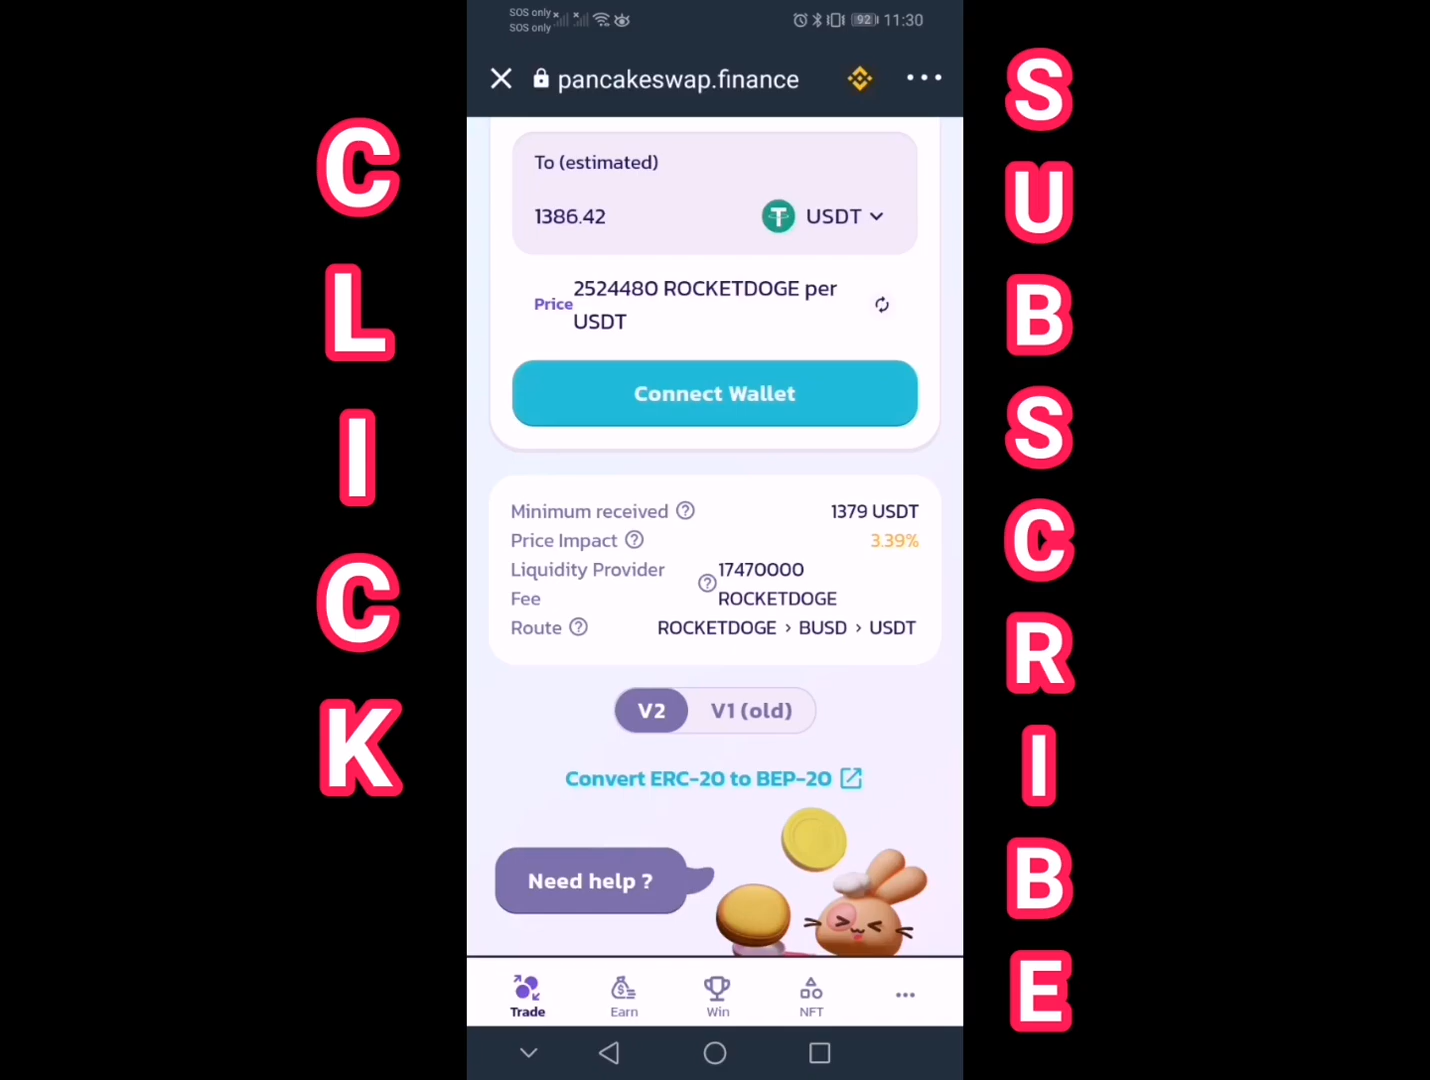 SOS only
SOS only
92
11:30
pancakeswap.finance
To (estimated)
1386.42
USDT
Price
2524480 ROCKETDOGE per
USDT
Connect Wallet
Minimum received
1379 USDT
Price Impact
3.39%
Liquidity Provider
Fee
17470000
ROCKETDOGE
Route
ROCKETDOGE > BUSD > USDT
V2
V1 (old)
Convert ERC-20 to BEP-20
Need help ?
Trade
Earn
Win
NFT
CLICK
SUBSCRIBE